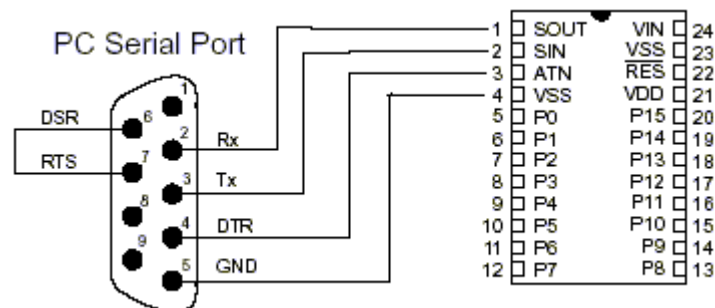 PC Serial Port
DSR
RTS
1
6
2
7
3
8
4
9
5
Rx
Tx
DTR
GND
1 SOUT VIN 24
2 SIN VSS 23
3 ATN RES 22
4 VSS VDD 21
5 P0 P15 20
6 P1 P14 19
7 P2 P13 18
8 P3 P12 17
9 P4 P11 16
10 P5 P10 15
11 P6 P9 14
12 P7 P8 13